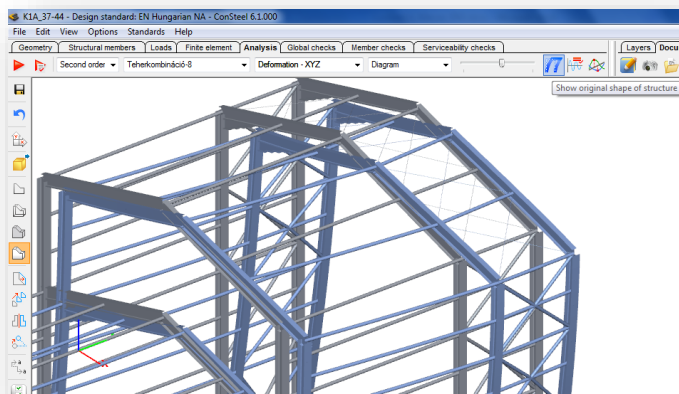 K1A_37-44 - Design standard: EN Hungarian NA - ConSteel 6.1.000
File Edit View Options Standards Help
Geometry Structural members Loads Finite element Analysis Global checks Member checks Serviceability checks Layers Docu
Second order Teherkombináció-8 Deformation - XYZ Diagram
Show original shape of structure